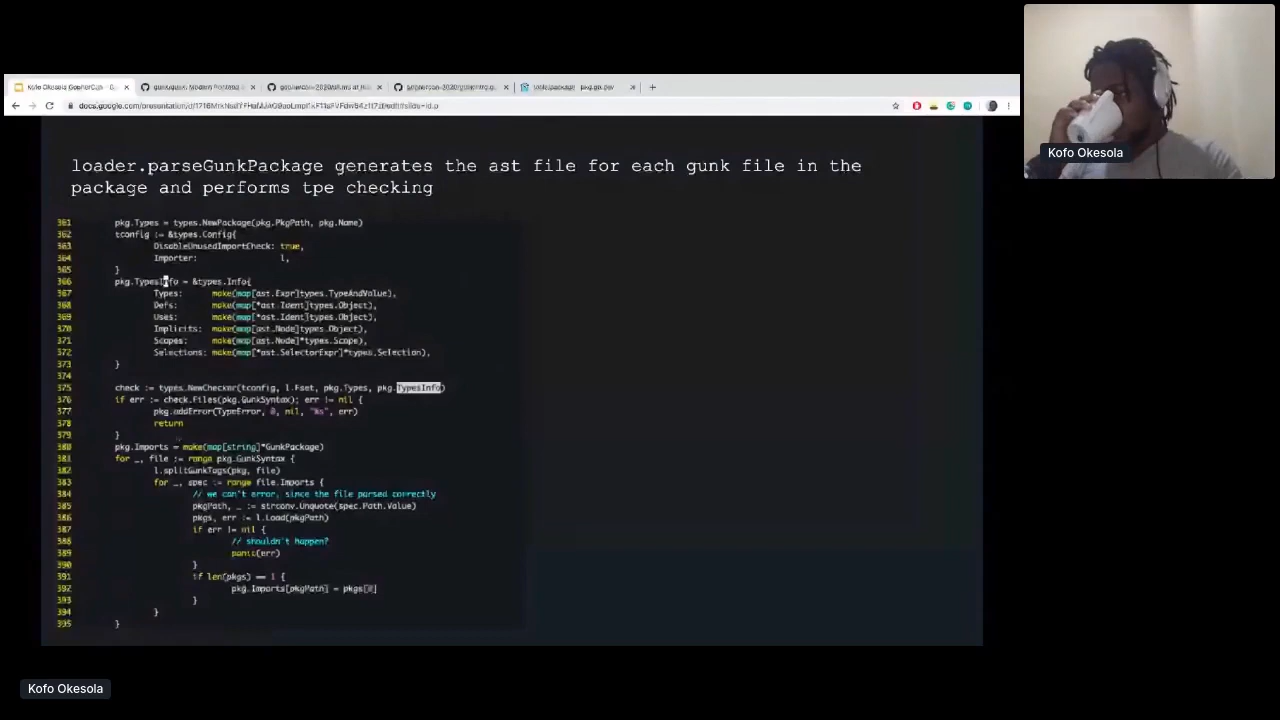 Kofo Okesola
docs.google.com/presentation/d/
loader.parseGunkPackage generates the ast file for each gunk file in the
package and performs tpe checking
361 pkg.Types = types.NewPackage(pkg.PkgPath, pkg.Name)
362 tconfig := &types.Config{
363 DisableUnusedImportCheck: true,
364 Importer: l,
365 }
366 pkg.TypesInfo = &types.Info{
367 Types: make(map[ast.Expr]types.TypeAndValue),
368 Defs: make(map[*ast.Ident]types.Object),
369 Uses: make(map[*ast.Ident]types.Object),
370 Implicits: make(map[ast.Node]types.Object),
371 Scopes: make(map[ast.Node]*types.Scope),
372 Selections: make(map[*ast.SelectorExpr]*types.Selection),
373 }
374
375 check := types.NewChecker(tconfig, l.Fset, pkg.Types, pkg.TypesInfo)
376 if err := check.Files(pkg.GunkSyntax); err != nil {
377 pkg.addError(TypeError, 0, nil, "%s", err)
378 return
379 }
380 pkg.Imports = make(map[string]*GunkPackage)
381 for _, file := range pkg.GunkSyntax {
382 l.splitGunkTags(pkg, file)
383 for _, spec := range file.Imports {
384 // we can't error, since the file parsed correctly
385 pkgPath, _ := strconv.Unquote(spec.Path.Value)
386 pkgs, err := l.Load(pkgPath)
387 if err != nil {
388 // shouldn't happen?
389 panic(err)
390 }
391 if len(pkgs) == 1 {
392 pkg.Imports[pkgPath] = pkgs[0]
393 }
394 }
395 }
Kofo Okesola